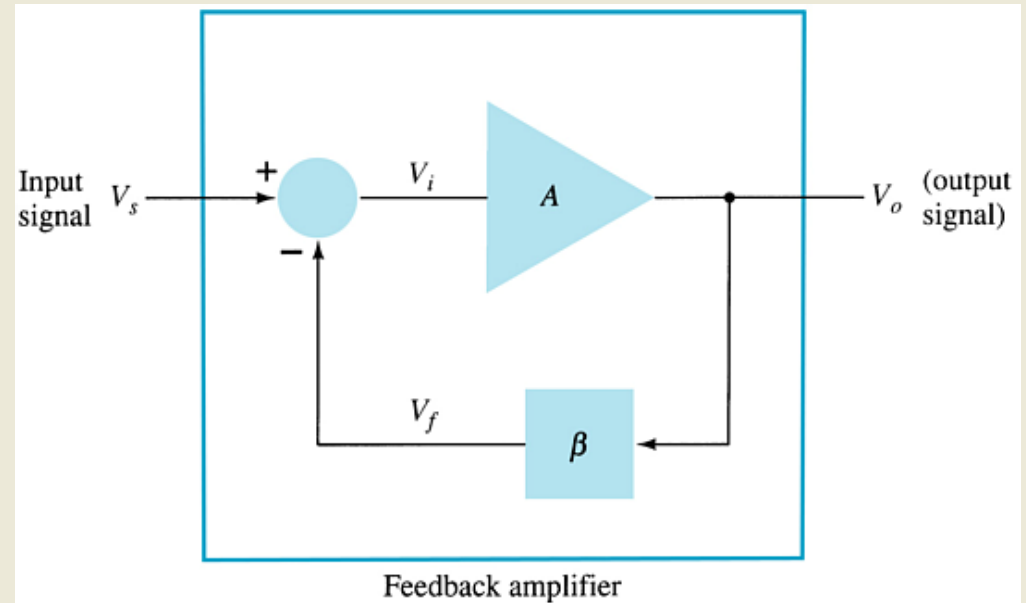 +
V_i
Input
signal
V_s
A
V_o
(output
signal)
−
V_f
β
Feedback amplifier